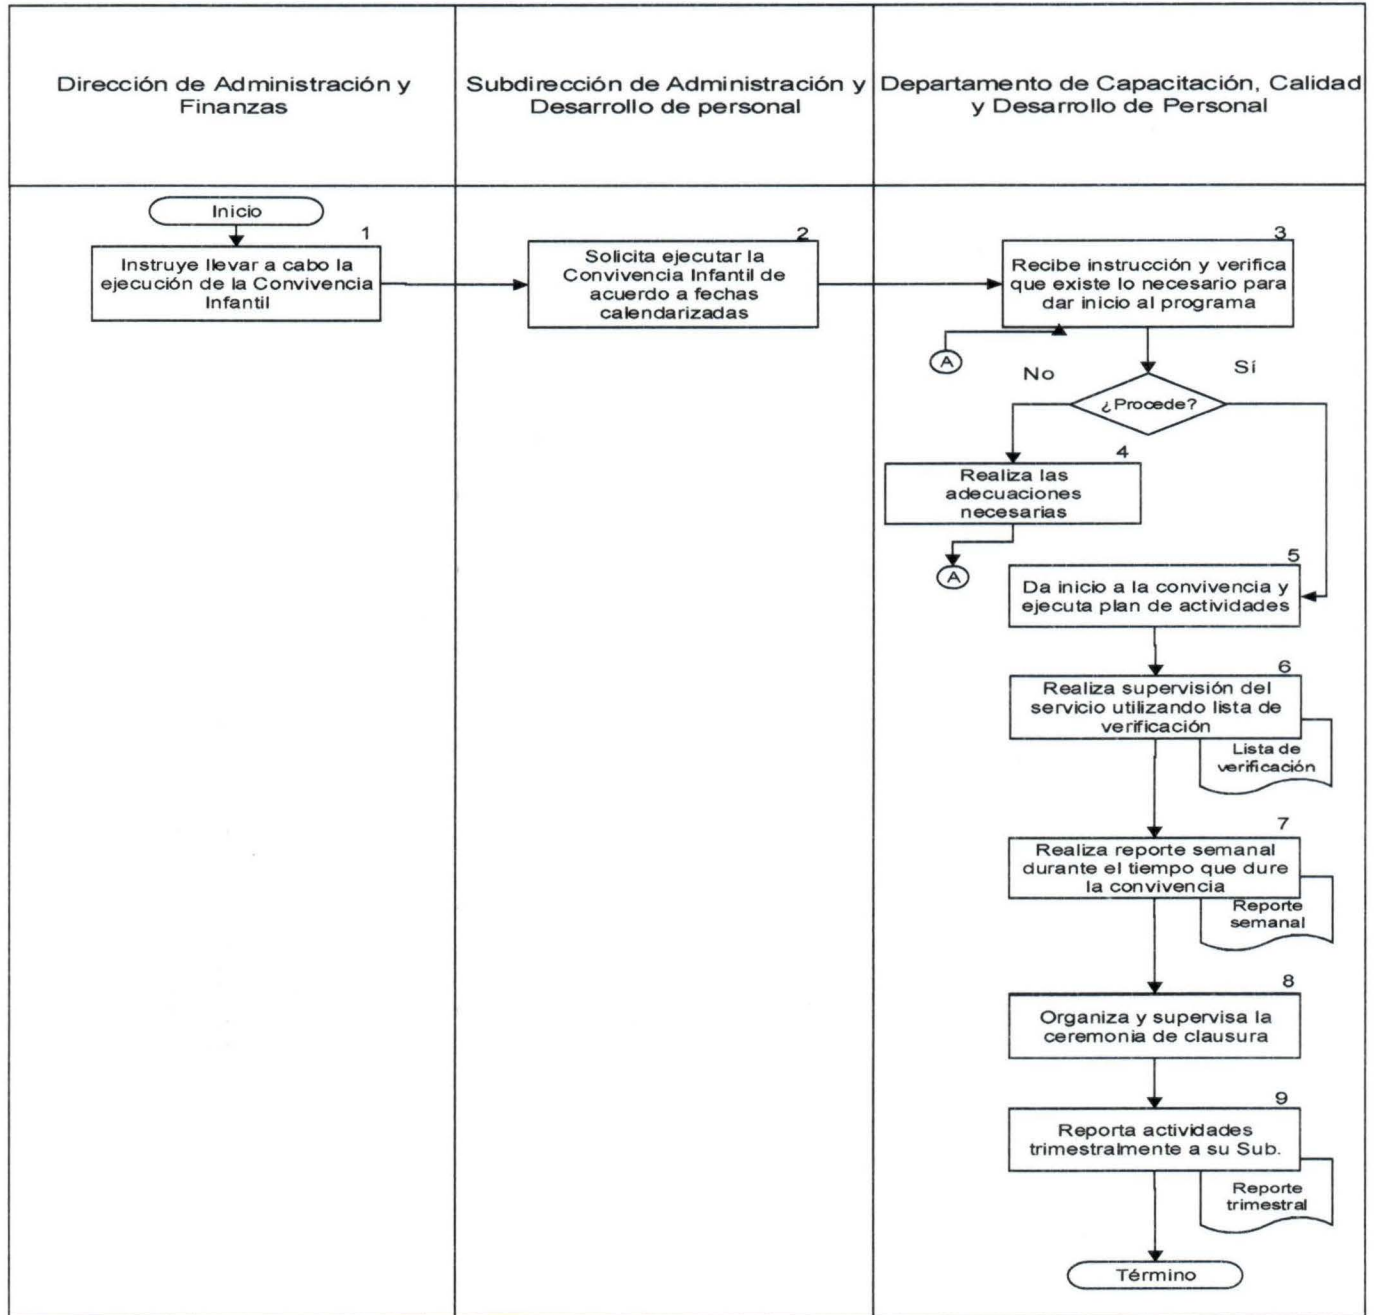 Dirección de Administración y
Finanzas
Subdirección de Administración y
Desarrollo de personal
Departamento de Capacitación, Calidad
y Desarrollo de Personal
Inicio
1
Instruye llevar a cabo la
ejecución de la Convivencia
Infantil
2
Solicita ejecutar la
Convivencia Infantil de
acuerdo a fechas
calendarizadas
3
Recibe instrucción y verifica
que existe lo necesario para
dar inicio al programa
A
No
Sí
¿Procede?
4
Realiza las
adecuaciones
necesarias
A
5
Da inicio a la convivencia y
ejecuta plan de actividades
6
Realiza supervisión del
servicio utilizando lista de
verificación
Lista de
verificación
7
Realiza reporte semanal
durante el tiempo que dure
la convivencia
Reporte
semanal
8
Organiza y supervisa la
ceremonia de clausura
9
Reporta actividades
trimestralmente a su Sub.
Reporte
trimestral
Término